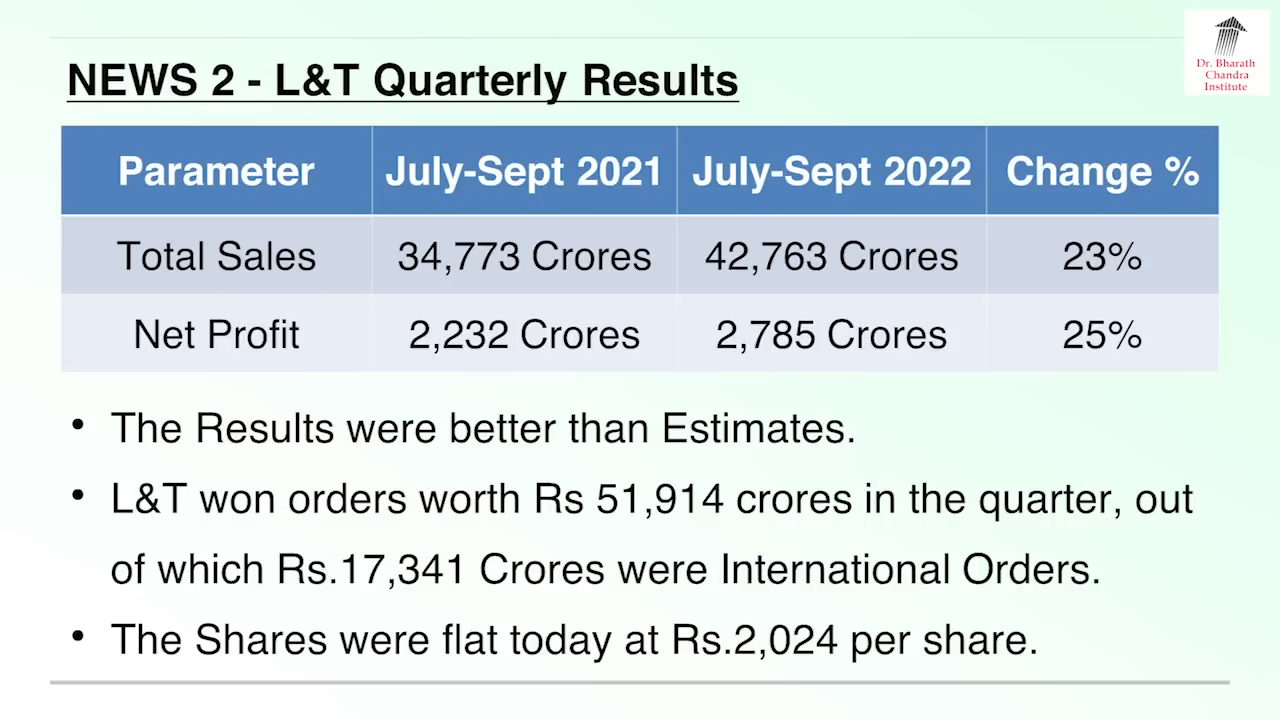 Dr. Bharath
Chandra
Institute
NEWS 2 - L&T Quarterly Results
Parameter July-Sept 2021 July-Sept 2022 Change %
Total Sales 34,773 Crores 42,763 Crores 23%
Net Profit 2,232 Crores 2,785 Crores 25%
• The Results were better than Estimates.
• L&T won orders worth Rs 51,914 crores in the quarter, out
of which Rs.17,341 Crores were International Orders.
• The Shares were flat today at Rs.2,024 per share.